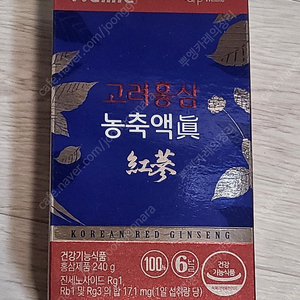 고려홍삼
농축액眞
紅蔘
KOREAN RED GINSENG
건강기능식품
홍삼제품 240 g
진세노사이드 Rg1,
Rb1 및 Rg3의 합 17.1 mg(1일 섭취량 당)
100%
6년근
건강
기능식품